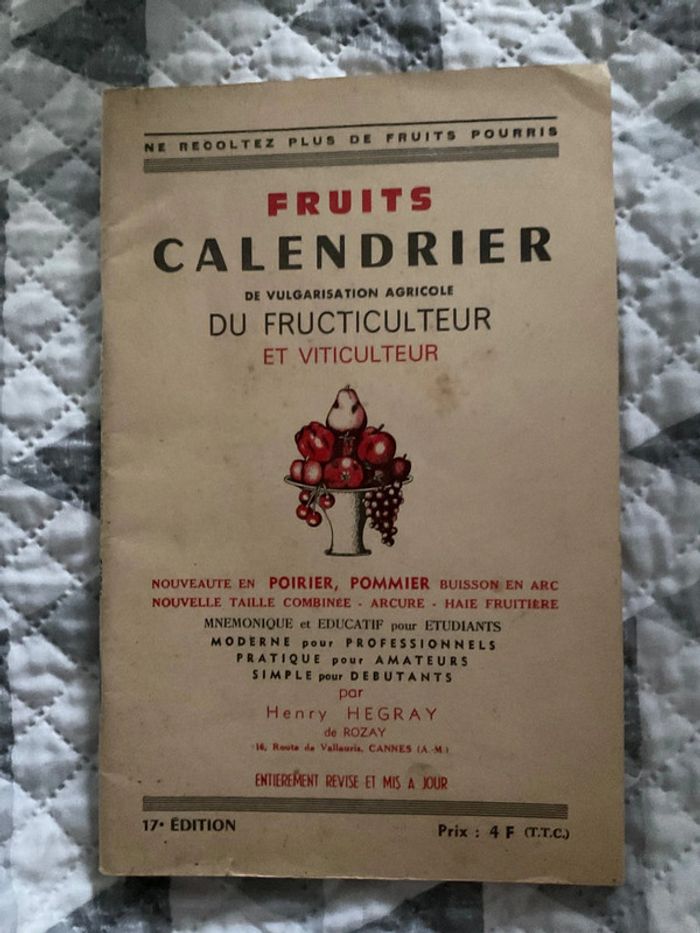 NE RECOLTEZ PLUS DE FRUITS POURRIS
FRUITS
CALENDRIER
DE VULGARISATION AGRICOLE
DU FRUCTICULTEUR
ET VITICULTEUR
NOUVEAUTE EN POIRIER, POMMIER BUISSON EN ARC
NOUVELLE TAILLE COMBINÉE - ARCURE - HAIE FRUITIÈRE
MNEMONIQUE et EDUCATIF pour ETUDIANTS
MODERNE pour PROFESSIONNELS
PRATIQUE pour AMATEURS
SIMPLE pour DEBUTANTS
par
Henry HEGRAY
de ROZAY
16, Route de Vallauris, CANNES (A.-M.)
ENTIEREMENT REVISE ET MIS A JOUR
17e ÉDITION
Prix : 4 F (T.T.C.)